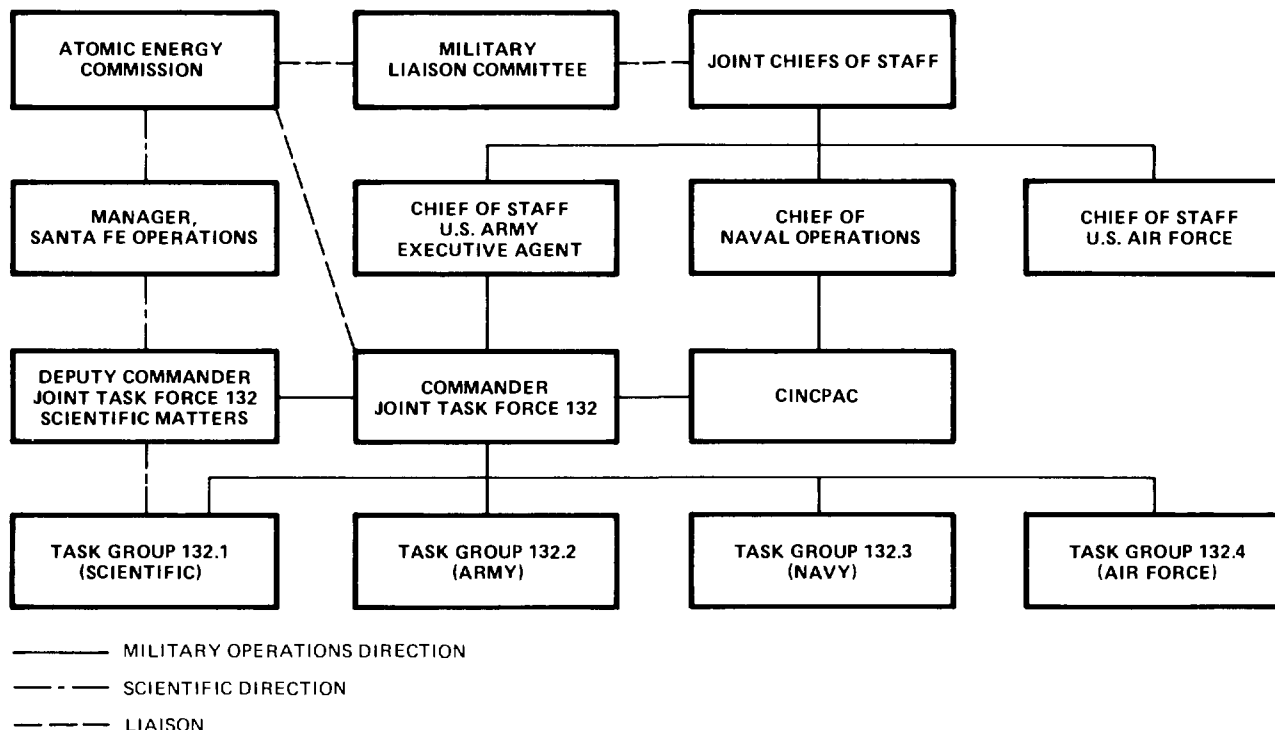 ATOMIC ENERGY
COMMISSION
MILITARY
LIAISON COMMITTEE
JOINT CHIEFS OF STAFF
MANAGER,
SANTA FE OPERATIONS
CHIEF OF STAFF
U.S. ARMY
EXECUTIVE AGENT
CHIEF OF
NAVAL OPERATIONS
CHIEF OF STAFF
U.S. AIR FORCE
DEPUTY COMMANDER
JOINT TASK FORCE 132
SCIENTIFIC MATTERS
COMMANDER
JOINT TASK FORCE 132
CINCPAC
TASK GROUP 132.1
(SCIENTIFIC)
TASK GROUP 132.2
(ARMY)
TASK GROUP 132.3
(NAVY)
TASK GROUP 132.4
(AIR FORCE)
MILITARY OPERATIONS DIRECTION
SCIENTIFIC DIRECTION
LIAISON